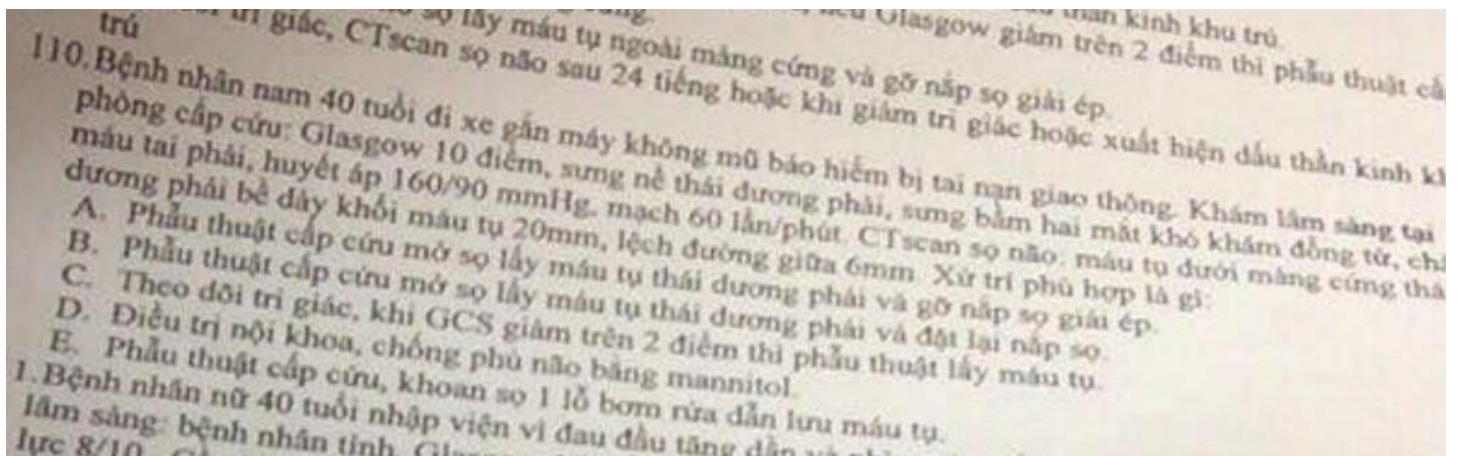 thần kinh khu trú.
Glasgow giảm trên 2 điểm thì phẫu thuật
sọ lấy máu tụ ngoài màng cứng và gỡ nắp sọ giải ép.
tri giác, CTscan sọ não sau 24 tiếng hoặc khi giảm tri giác hoặc xuất hiện dấu thần kinh
trú
110. Bệnh nhân nam 40 tuổi đi xe gắn máy không mũ bảo hiểm bị tai nạn giao thông. Khám lâm sàng tại
phòng cấp cứu: Glasgow 10 điểm, sưng nề thái dương phải, sưng bầm hai mắt khó khám đồng tử,
máu tai phải, huyết áp 160/90 mmHg, mạch 60 lần/phút. CTscan sọ não: máu tụ dưới màng cứng
dương phải bề dày khối máu tụ 20mm, lệch đường giữa 6mm. Xử trí phù hợp là gì:
A. Phẫu thuật cấp cứu mở sọ lấy máu tụ thái dương phải và gỡ nắp sọ giải ép.
B. Phẫu thuật cấp cứu mở sọ lấy máu tụ thái dương phải và đặt lại nắp sọ.
C. Theo dõi tri giác, khi GCS giảm trên 2 điểm thì phẫu thuật lấy máu tụ.
D. Điều trị nội khoa, chống phù não bằng mannitol.
E. Phẫu thuật cấp cứu, khoan sọ 1 lỗ bơm rửa dẫn lưu máu tụ.
1. Bệnh nhân nữ 40 tuổi nhập viện vì đau đầu tăng dần
lâm sàng: bệnh nhân tỉnh,
lực 8/10